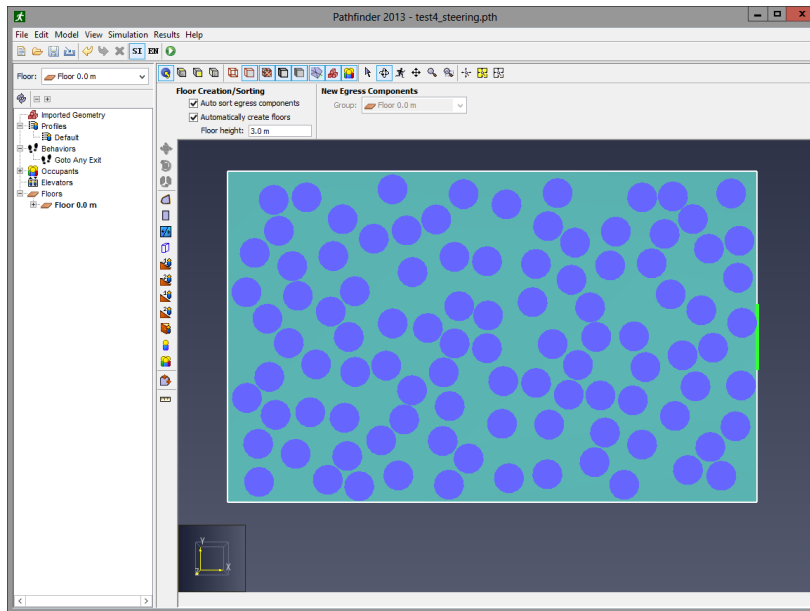 Pathfinder 2013 - test4_steering.pth
File Edit Model View Simulation Results Help
SI EN
Floor: Floor 0.0 m
Floor Creation/Sorting
Auto sort egress components
Automatically create floors
Floor height: 3.0 m
New Egress Components
Group: Floor 0.0 m
Imported Geometry
Profiles
Default
Behaviors
Goto Any Exit
Occupants
Elevators
Floors
Floor 0.0 m
Y
X
Z